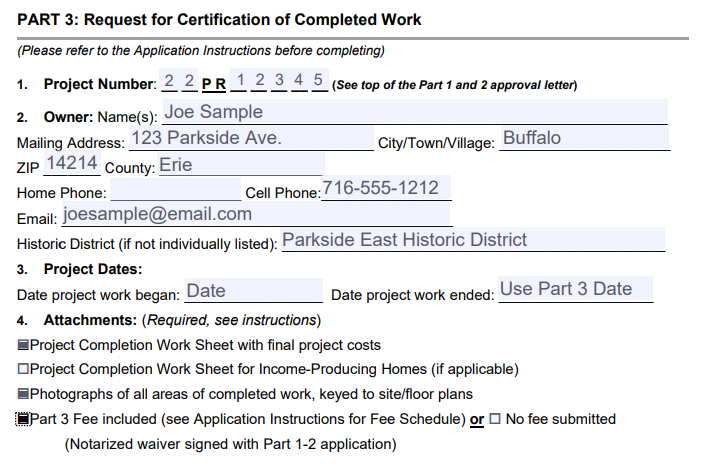 PART 3: Request for Certification of Completed Work
(Please refer to the Application Instructions before completing)
1. Project Number: 2 2 P R 1 2 3 4 5 (See top of the Part 1 and 2 approval letter)
2. Owner: Name(s): Joe Sample
Mailing Address: 123 Parkside Ave. City/Town/Village: Buffalo
ZIP 14214 County: Erie
Home Phone: Cell Phone: 716-555-1212
Email: joesample@email.com
Historic District (if not individually listed): Parkside East Historic District
3. Project Dates:
Date project work began: Date Date project work ended: Use Part 3 Date
4. Attachments: (Required, see instructions)
Project Completion Work Sheet with final project costs
Project Completion Work Sheet for Income-Producing Homes (if applicable)
Photographs of all areas of completed work, keyed to site/floor plans
Part 3 Fee included (see Application Instructions for Fee Schedule) or No fee submitted
(Notarized waiver signed with Part 1-2 application)